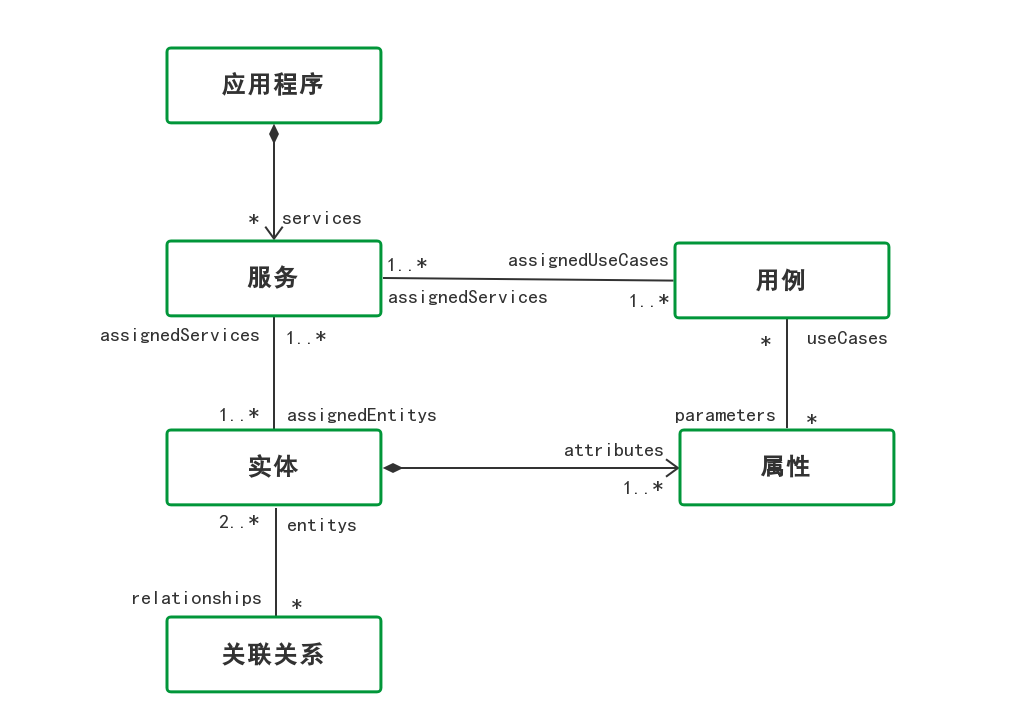 应用程序
* services
服务
1..* assignedUseCases
assignedServices 1..*
用例
assignedServices 1..*
* useCases
1..* assignedEntitys
parameters *
实体
attributes
1..*
属性
2..* entitys
relationships *
关联关系